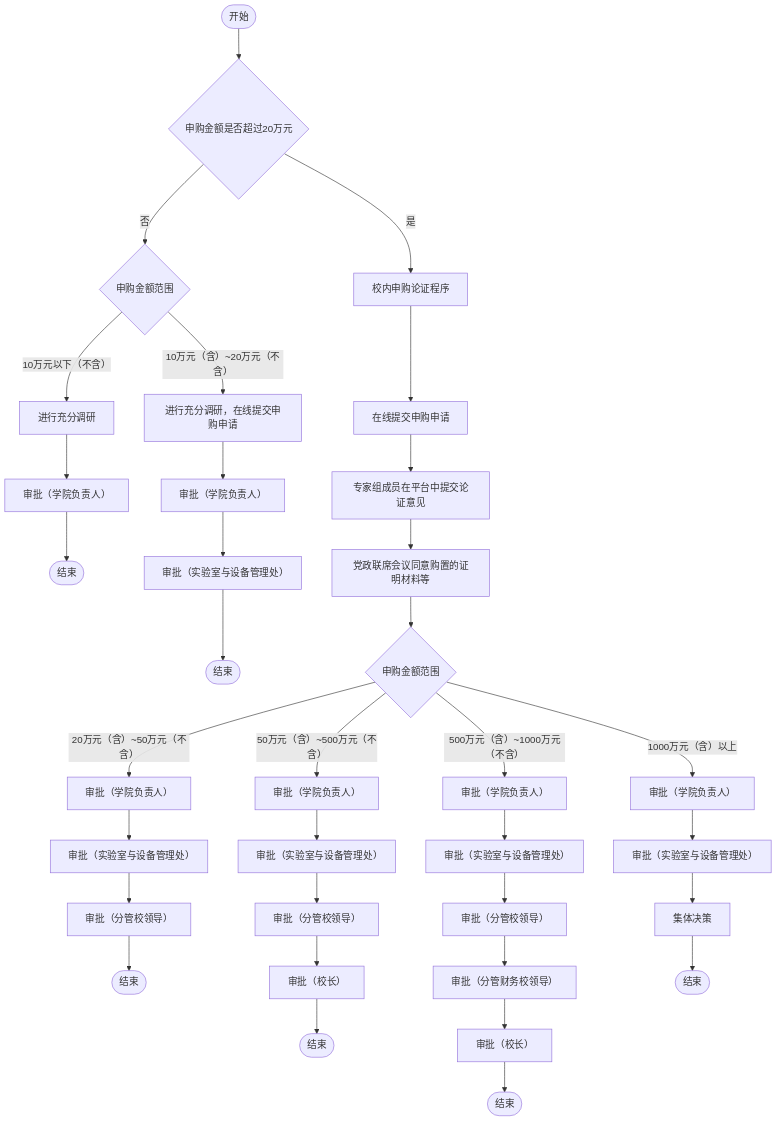 开始
申购金额是否超过20万元
否
是
申购金额范围
校内申购论证程序
10万元以下（不含）
10万元（含）~20万元（不
含）
进行充分调研
进行充分调研，在线提交申
购申请
在线提交申购申请
审批（学院负责人）
审批（学院负责人）
专家组成员在平台中提交论
证意见
结束
审批（实验室与设备管理处）
党政联席会议同意购置的证
明材料等
结束
申购金额范围
20万元（含）~50万元（不
含）
50万元（含）~500万元（不
含）
500万元（含）~1000万元
（不含）
1000万元（含）以上
审批（学院负责人）
审批（学院负责人）
审批（学院负责人）
审批（学院负责人）
审批（实验室与设备管理处）
审批（实验室与设备管理处）
审批（实验室与设备管理处）
审批（实验室与设备管理处）
审批（分管校领导）
审批（分管校领导）
审批（分管校领导）
集体决策
结束
审批（校长）
审批（分管财务校领导）
结束
结束
审批（校长）
结束